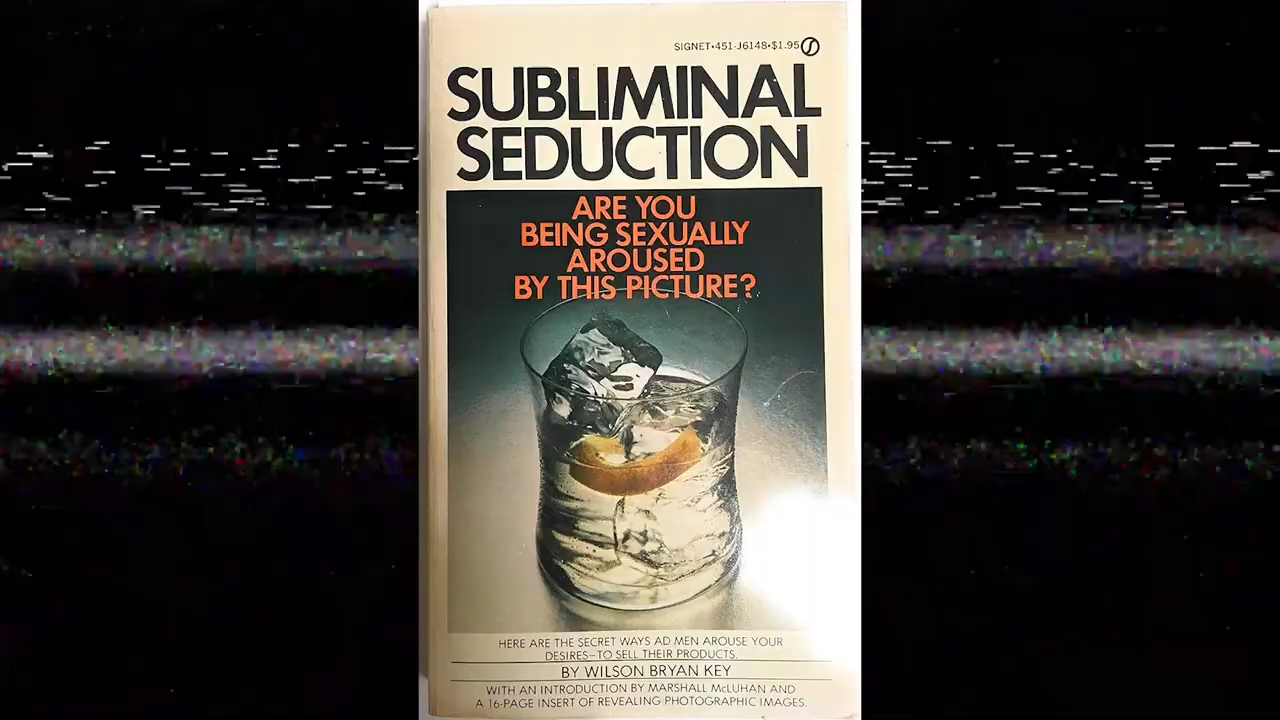 SIGNET•451-J6148•$1.95
SUBLIMINAL
SEDUCTION
ARE YOU
BEING SEXUALLY
AROUSED
BY THIS PICTURE?
HERE ARE THE SECRET WAYS AD MEN AROUSE YOUR
DESIRES—TO SELL THEIR PRODUCTS.
BY WILSON BRYAN KEY
WITH AN INTRODUCTION BY MARSHALL McLUHAN AND
A 16-PAGE INSERT OF REVEALING PHOTOGRAPHIC IMAGES.